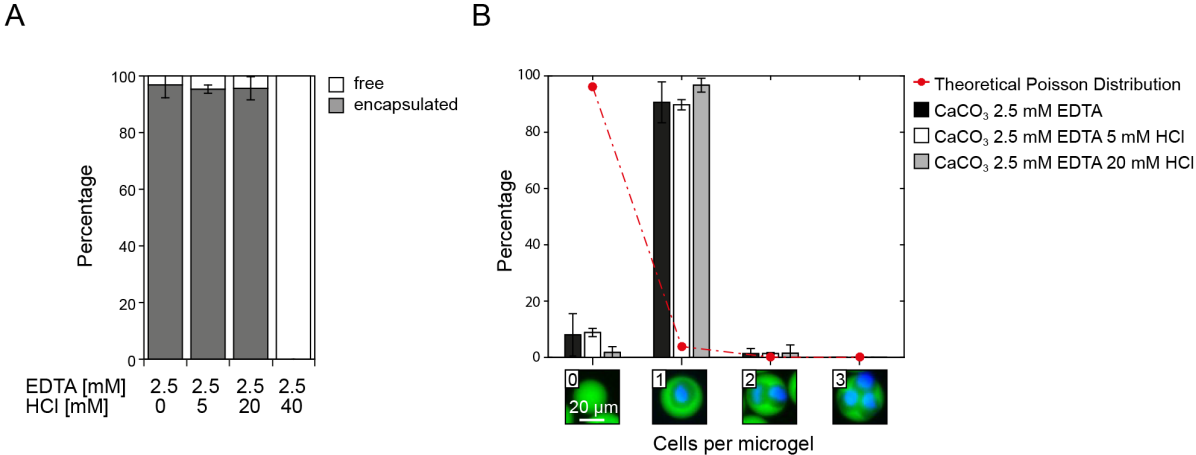 A
B
100
80
60
40
20
0
Percentage
free
encapsulated
EDTA [mM] 2.5 2.5 2.5 2.5
HCl [mM] 0 5 20 40
100
80
60
40
20
0
Percentage
Theoretical Poisson Distribution
CaCO₃ 2.5 mM EDTA
CaCO₃ 2.5 mM EDTA 5 mM HCl
CaCO₃ 2.5 mM EDTA 20 mM HCl
0 1 2 3
20 µm
Cells per microgel